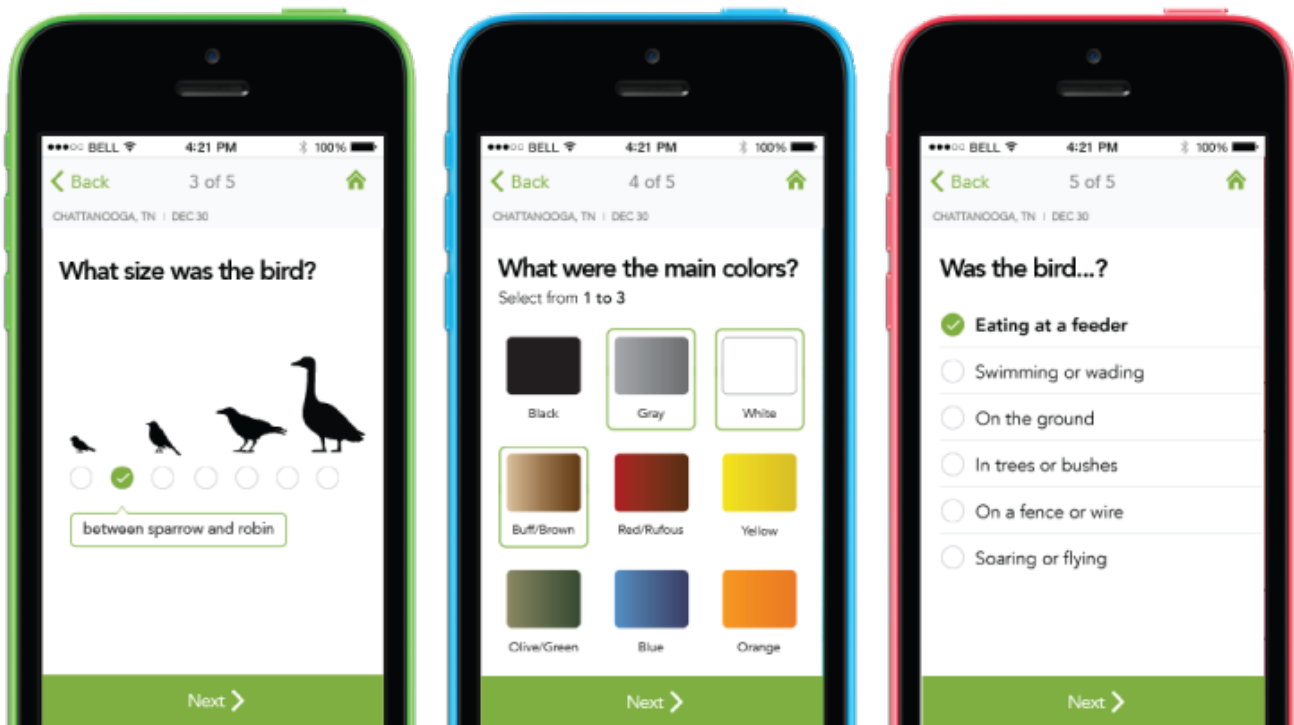 BELL 4:21 PM 100%
Back 3 of 5
CHATTANOOGA, TN | DEC 30
What size was the bird?
between sparrow and robin
Next
BELL 4:21 PM 100%
Back 4 of 5
CHATTANOOGA, TN | DEC 30
What were the main colors?
Select from 1 to 3
Black Gray White
Buff/Brown Red/Rufous Yellow
Olive/Green Blue Orange
Next
BELL 4:21 PM 100%
Back 5 of 5
CHATTANOOGA, TN | DEC 30
Was the bird...?
Eating at a feeder
Swimming or wading
On the ground
In trees or bushes
On a fence or wire
Soaring or flying
Next